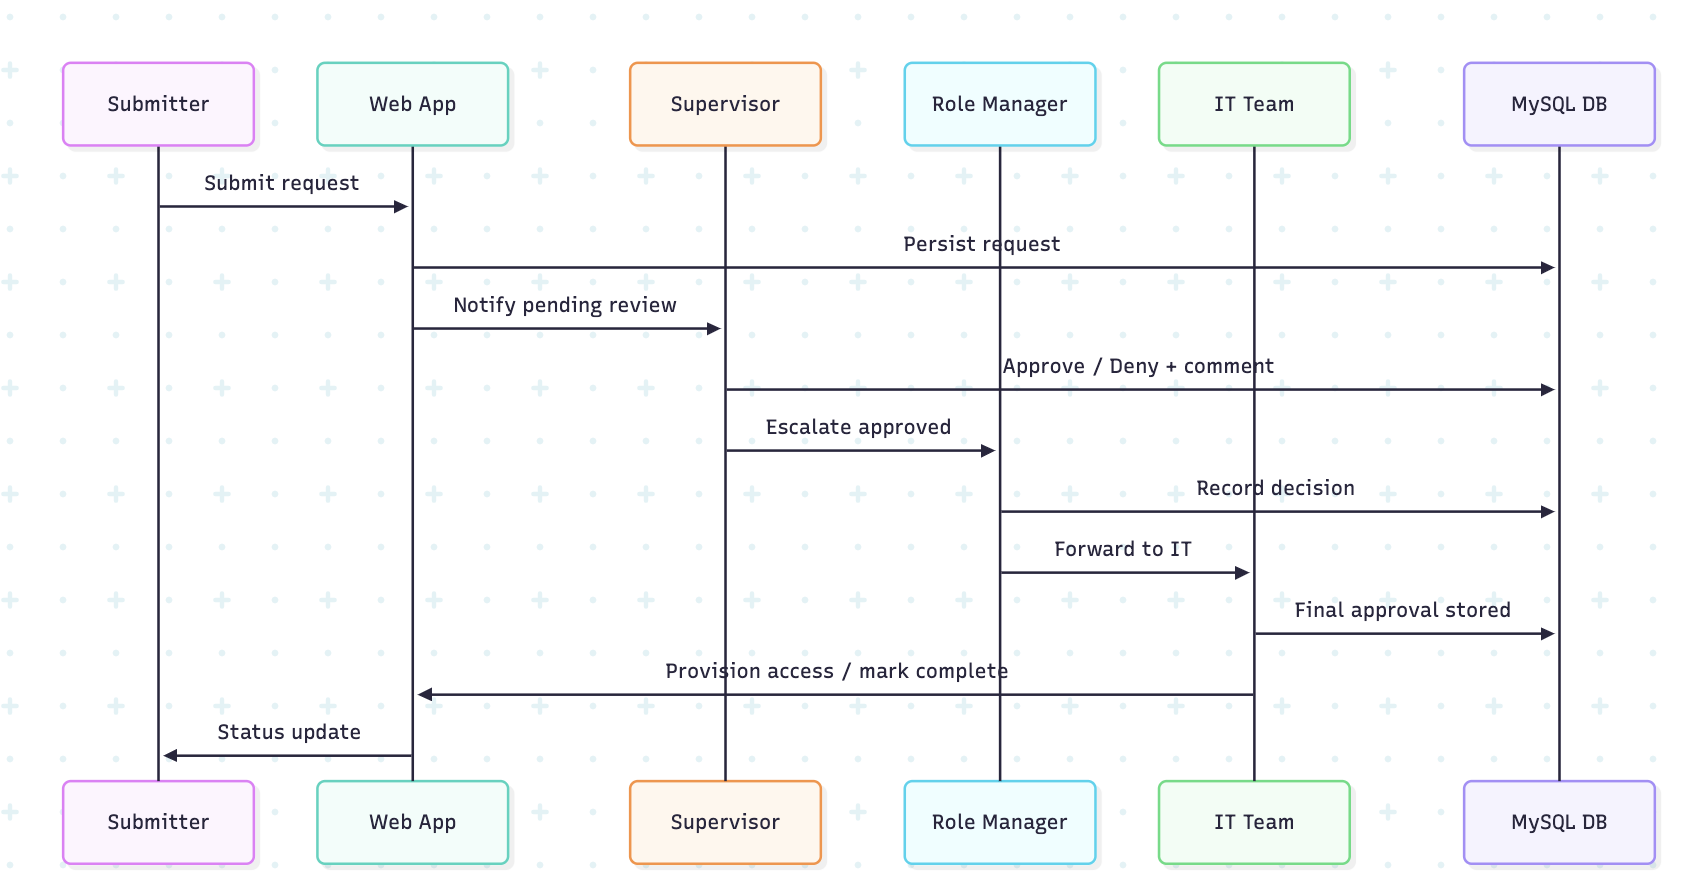 Submitter
Web App
Supervisor
Role Manager
IT Team
MySQL DB
Submit request
Persist request
Notify pending review
Approve / Deny + comment
Escalate approved
Record decision
Forward to IT
Final approval stored
Provision access / mark complete
Status update
Submitter
Web App
Supervisor
Role Manager
IT Team
MySQL DB